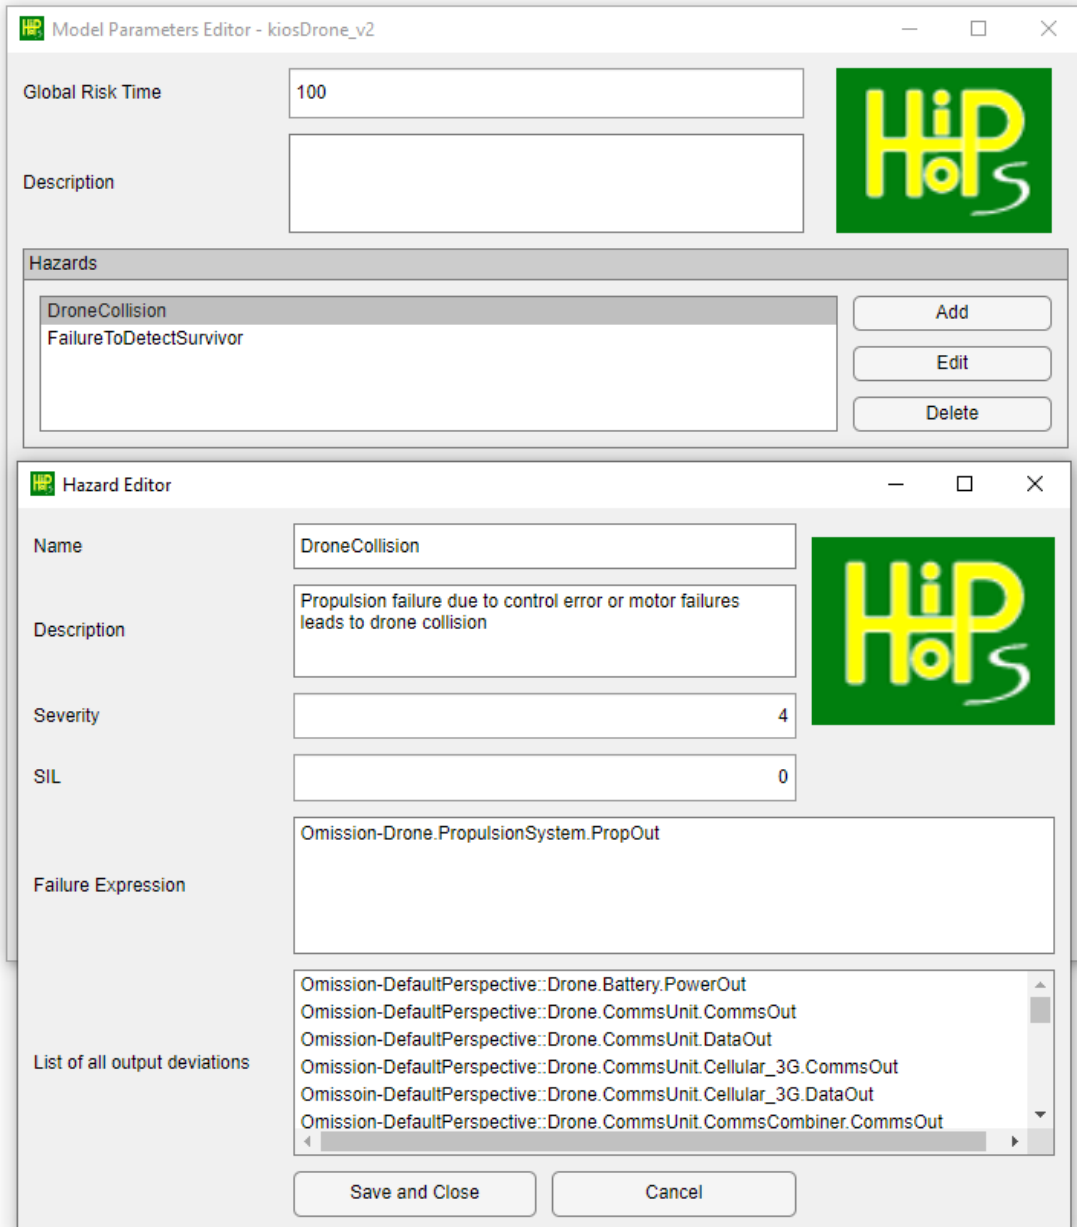 Model Parameters Editor - kiosDrone_v2
Global Risk Time
100
Description
HiP
HOPS
Hazards
DroneCollision
FailureToDetectSurvivor
Add
Edit
Delete
Hazard Editor
Name
DroneCollision
Description
Propulsion failure due to control error or motor failures
leads to drone collision
HiP
HOPS
Severity
4
SIL
0
Failure Expression
Omission-Drone.PropulsionSystem.PropOut
List of all output deviations
Omission-DefaultPerspective::Drone.Battery.PowerOut
Omission-DefaultPerspective::Drone.CommsUnit.CommsOut
Omission-DefaultPerspective::Drone.CommsUnit.DataOut
Omission-DefaultPerspective::Drone.CommsUnit.Cellular_3G.CommsOut
Omissoin-DefaultPerspective::Drone.CommsUnit.Cellular_3G.DataOut
Omission-DefaultPerspective::Drone.CommsUnit.CommsCombiner.CommsOut
Save and Close
Cancel